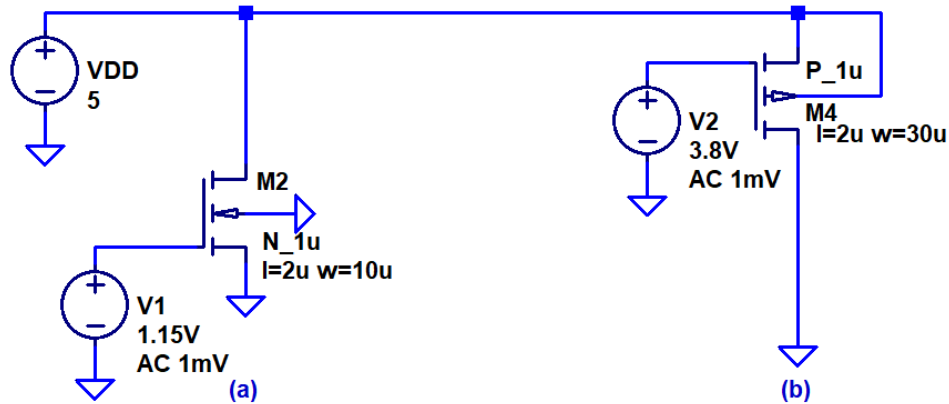 VDD
5
M2
N_1u
l=2u w=10u
V1
1.15V
AC 1mV
(a)
P_1u
M4
l=2u w=30u
V2
3.8V
AC 1mV
(b)